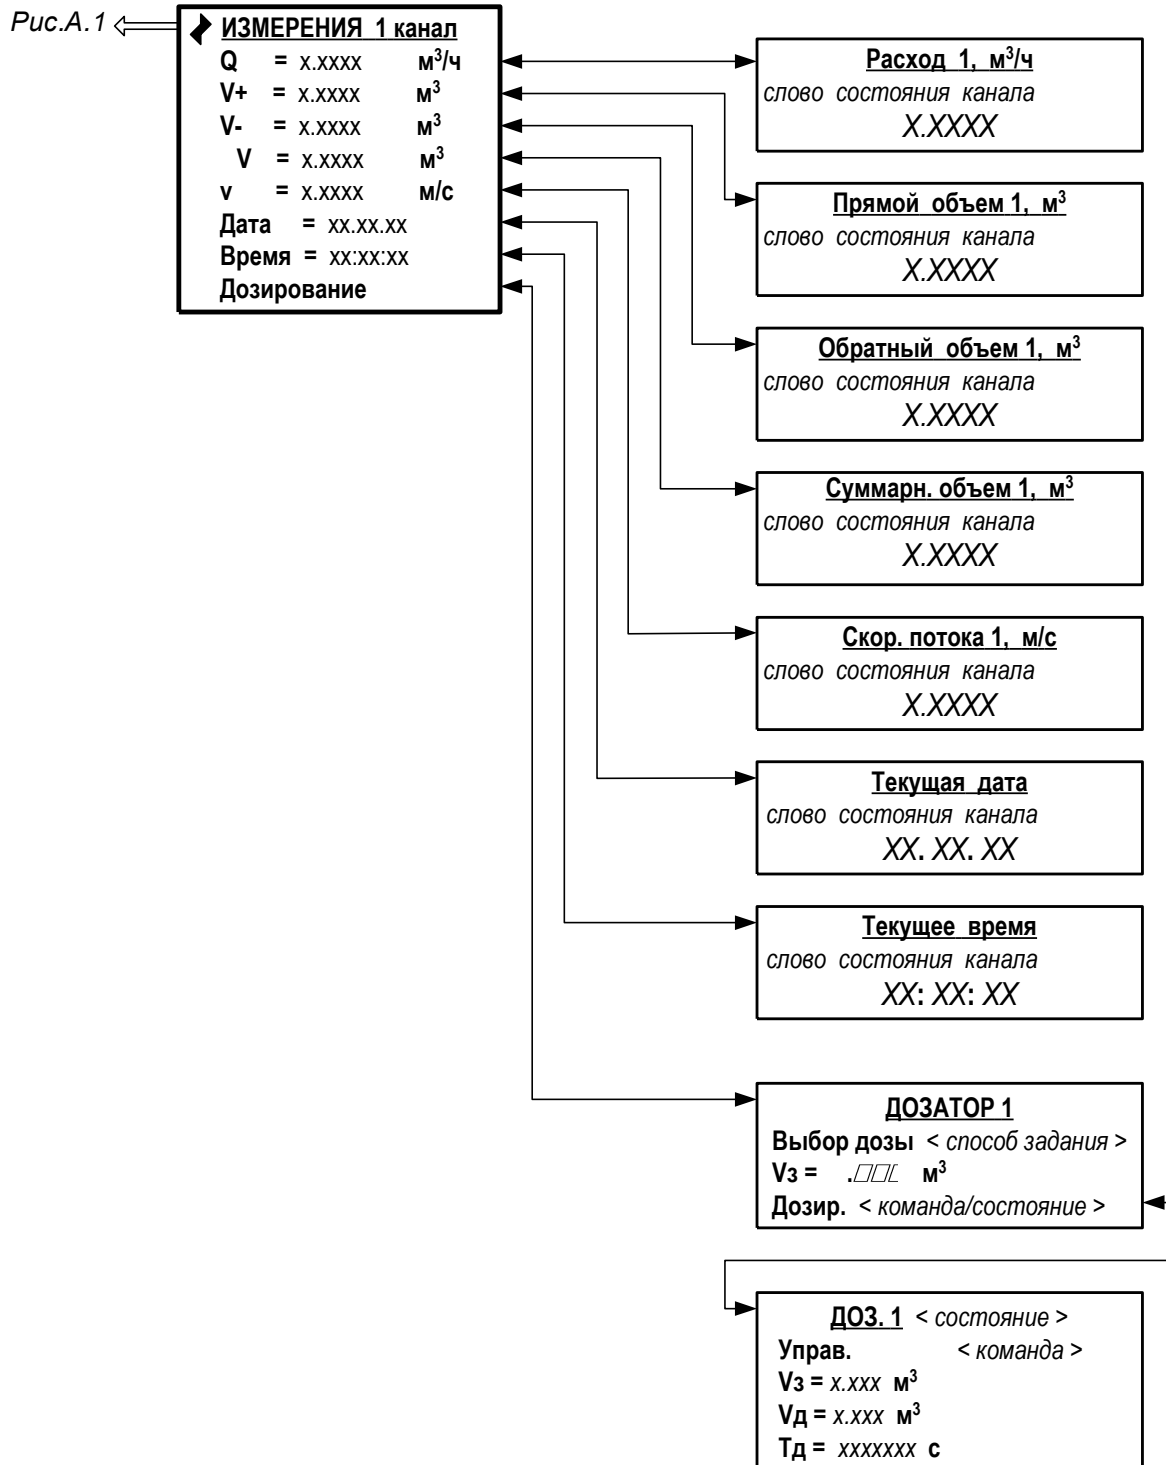 Рис.А.1
ИЗМЕРЕНИЯ 1 канал
Q = x.xxxx м³/ч
V+ = x.xxxx м³
V- = x.xxxx м³
V = x.xxxx м³
v = x.xxxx м/с
Дата = xx.xx.xx
Время = xx:xx:xx
Дозирование
Расход 1, м³/ч
слово состояния канала
X.XXXX
Прямой объем 1, м³
слово состояния канала
X.XXXX
Обратный объем 1, м³
слово состояния канала
X.XXXX
Суммарн. объем 1, м³
слово состояния канала
X.XXXX
Скор. потока 1, м/с
слово состояния канала
X.XXXX
Текущая дата
слово состояния канала
XX. XX. XX
Текущее время
слово состояния канала
XX: XX: XX
ДОЗАТОР 1
Выбор дозы < способ задания >
Vз = . м³
Дозир. < команда/состояние >
ДОЗ. 1 < состояние >
Управ. < команда >
Vз = x.xxx м³
Vд = x.xxx м³
Тд = xxxxxxx с